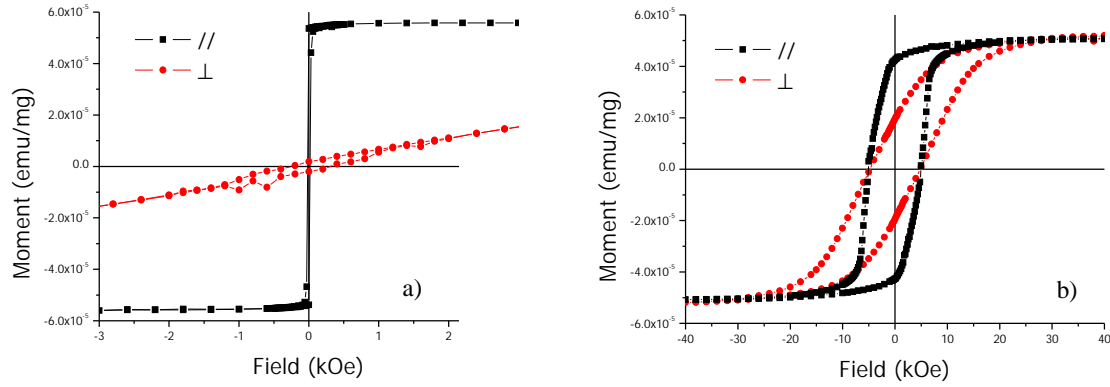 6.0x10⁻⁵
4.0x10⁻⁵
2.0x10⁻⁵
0.0
-2.0x10⁻⁵
-4.0x10⁻⁵
-6.0x10⁻⁵
Moment (emu/mg)
//
⊥
a)
-3 -2 -1 0 1 2
Field (kOe)
6.0x10⁻⁵
4.0x10⁻⁵
2.0x10⁻⁵
0.0
-2.0x10⁻⁵
-4.0x10⁻⁵
-6.0x10⁻⁵
Moment (emu/mg)
//
⊥
b)
-40 -30 -20 -10 0 10 20 30 40
Field (kOe)